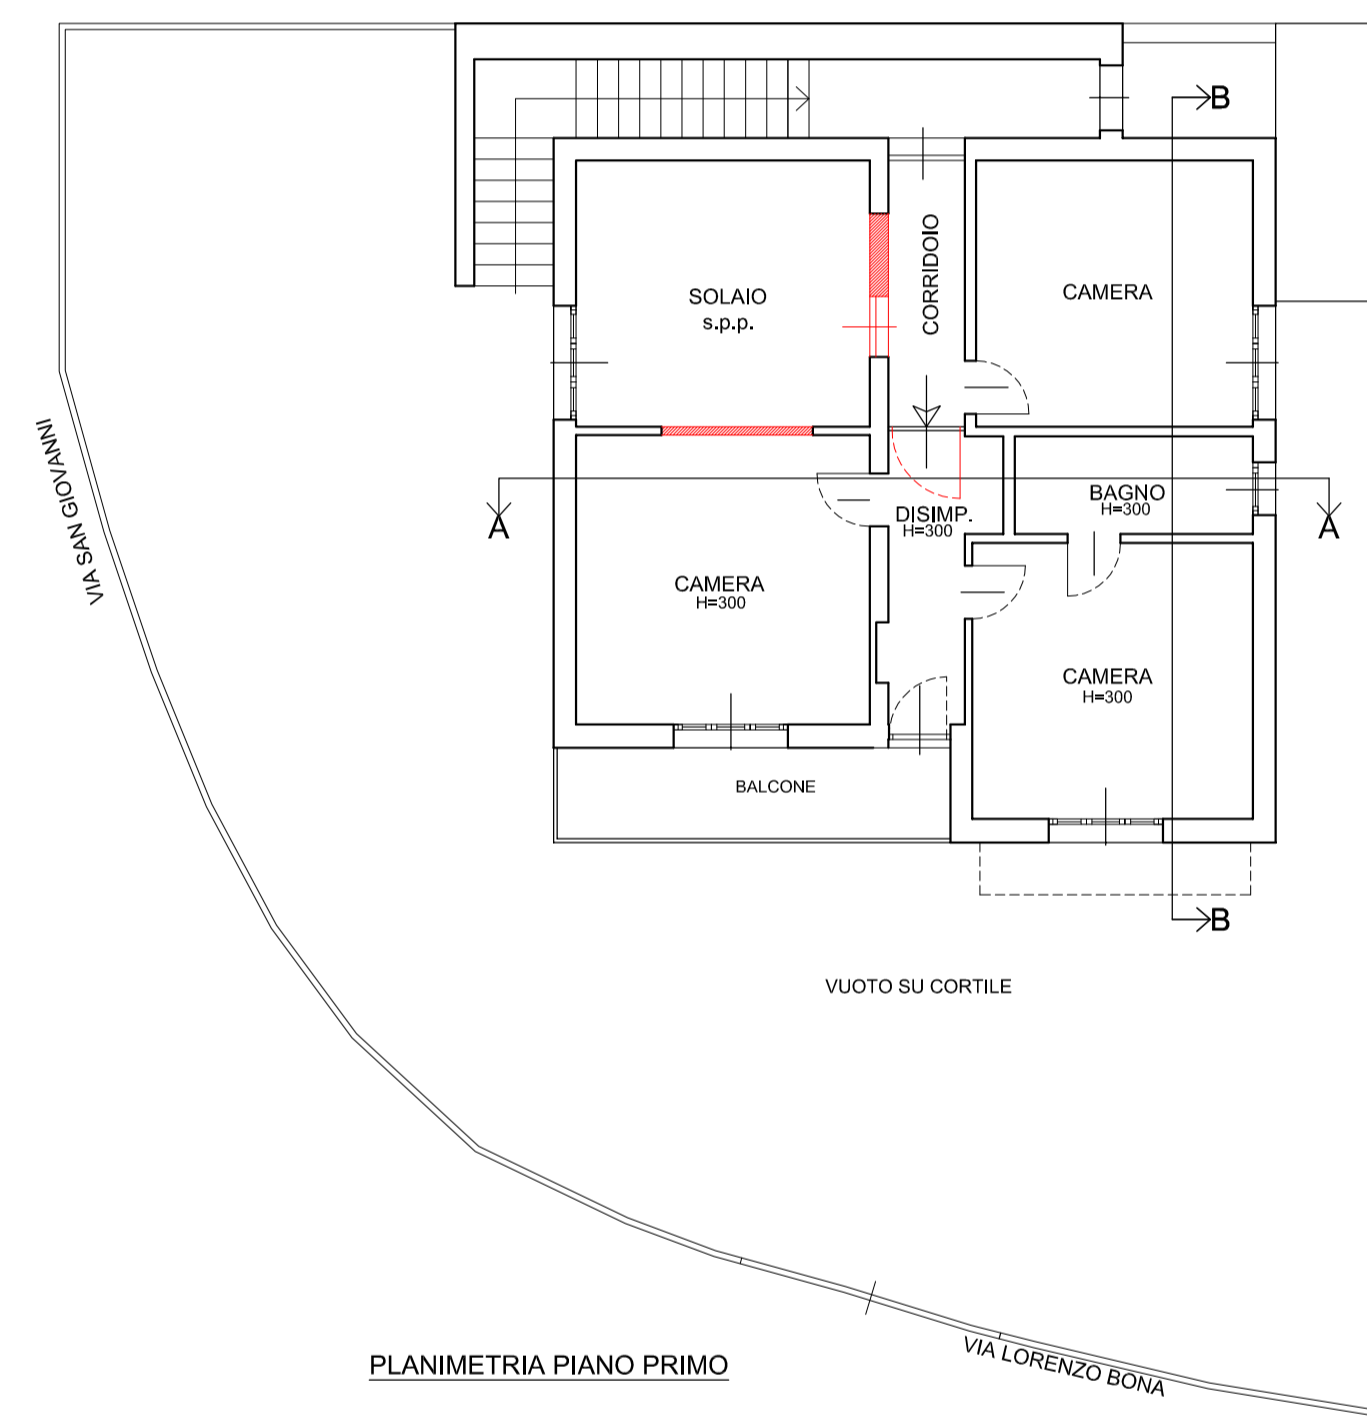 B
CORRIDOIO
SOLAIO
s.p.p.
CAMERA
VIA SAN GIOVANNI
A
BAGNO
H=300
DISIMP.
H=300
A
CAMERA
H=300
CAMERA
H=300
BALCONE
B
VUOTO SU CORTILE
VIA LORENZO BONA
PLANIMETRIA PIANO PRIMO